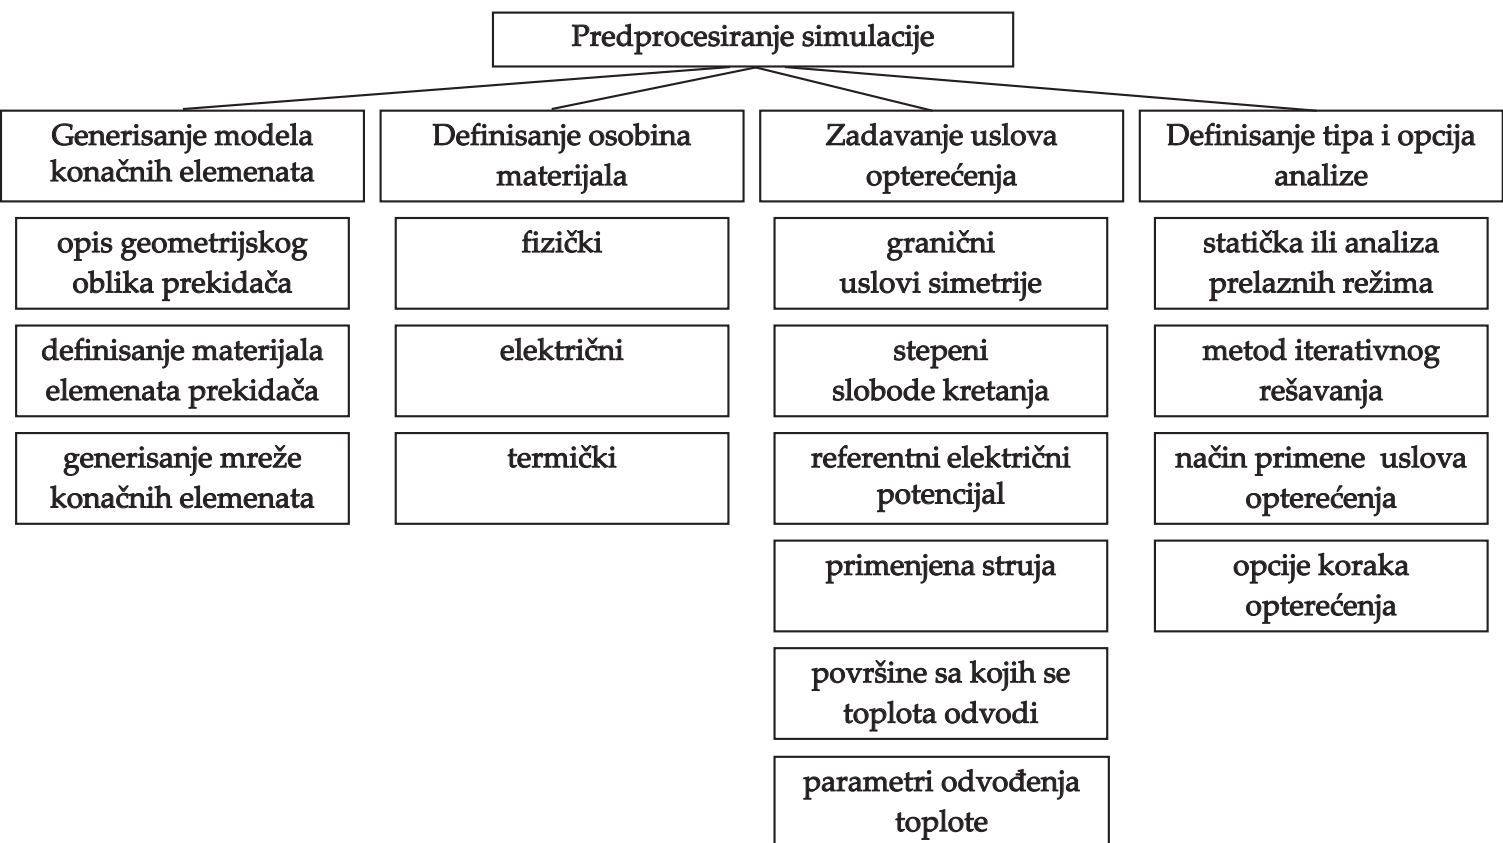 Predprocesiranje simulacije
Generisanje modela
konačnih elemenata
opis geometrijskog
oblika prekidača
definisanje materijala
elemenata prekidača
generisanje mreže
konačnih elemenata
Definisanje osobina
materijala
fizički
električni
termički
Zadavanje uslova
opterećenja
granični
uslovi simetrije
stepeni
slobode kretanja
referentni električni
potencijal
primenjena struja
površine sa kojih se
toplota odvodi
parametri odvođenja
toplote
Definisanje tipa i opcija
analize
statička ili analiza
prelaznih režima
metod iterativnog
rešavanja
način primene uslova
opterećenja
opcije koraka
opterećenja